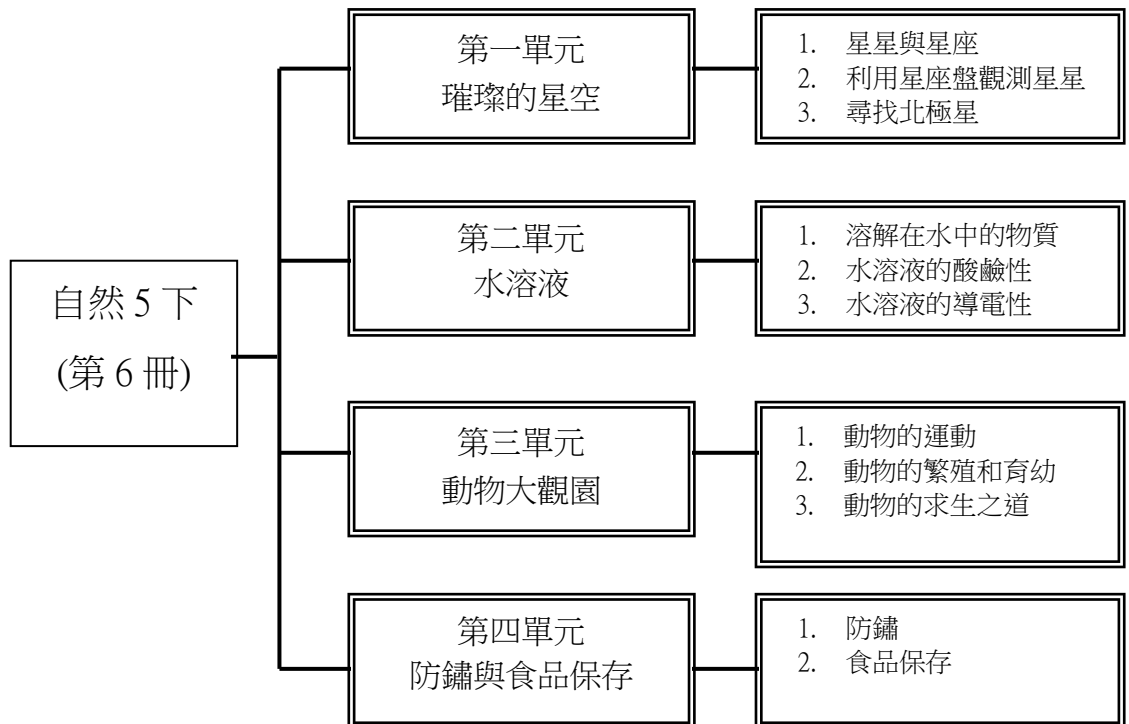 自然 5 下
(第 6 冊)
第一單元
璀璨的星空
1. 星星與星座
2. 利用星座盤觀測星星
3. 尋找北極星
第二單元
水溶液
1. 溶解在水中的物質
2. 水溶液的酸鹼性
3. 水溶液的導電性
第三單元
動物大觀園
1. 動物的運動
2. 動物的繁殖和育幼
3. 動物的求生之道
第四單元
防鏽與食品保存
1. 防鏽
2. 食品保存